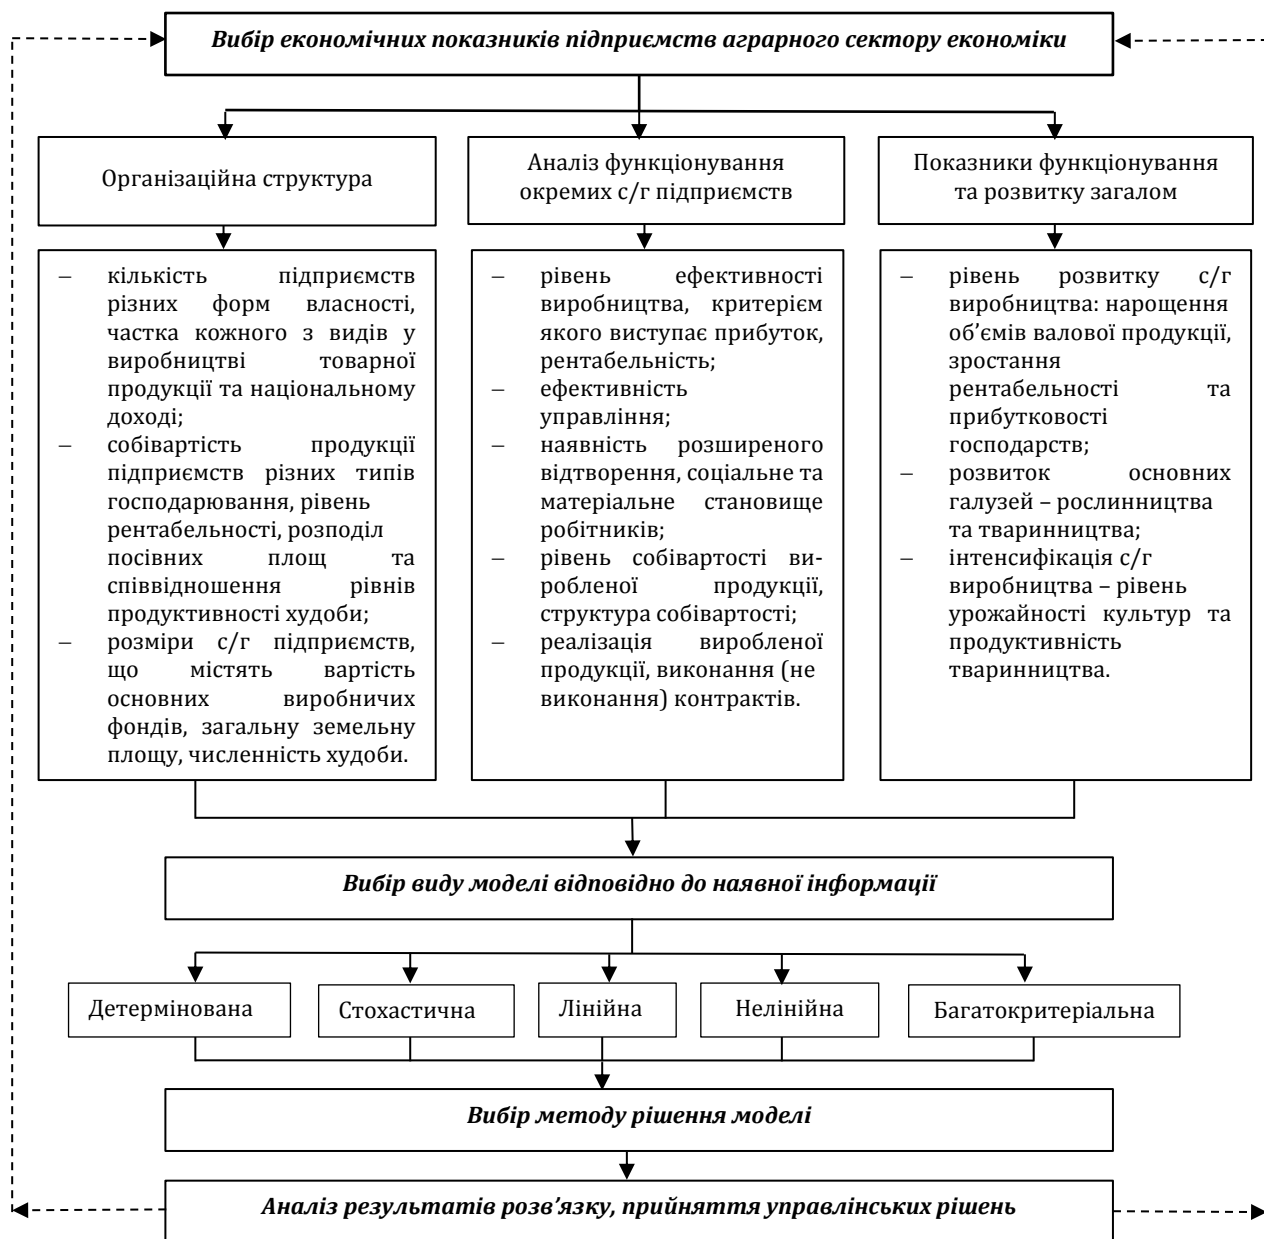 Вибір економічних показників підприємств аграрного сектору економіки
Організаційна структура
Аналіз функціонування
окремих с/г підприємств
Показники функціонування
та розвитку загалом
– кількість підприємств
різних форм власності,
частка кожного з видів у
виробництві товарної
продукції та національному
доході;
– собівартість продукції
підприємств різних типів
господарювання, рівень
рентабельності, розподіл
посівних площ та
співвідношення рівнів
продуктивності худоби;
– розміри с/г підприємств,
що містять вартість
основних виробничих
фондів, загальну земельну
площу, численність худоби.
– рівень ефективності
виробництва, критерієм
якого виступає прибуток,
рентабельність;
– ефективність
управління;
– наявність розширеного
відтворення, соціальне та
матеріальне становище
робітників;
– рівень собівартості ви-
робленої продукції,
структура собівартості;
– реалізація виробленої
продукції, виконання (не
виконання) контрактів.
– рівень розвитку с/г
виробництва: нарощення
об’ємів валової продукції,
зростання
рентабельності та
прибутковості
господарств;
– розвиток основних
галузей – рослинництва
та тваринництва;
– інтенсифікація с/г
виробництва – рівень
урожайності культур та
продуктивність
тваринництва.
Вибір виду моделі відповідно до наявної інформації
Детермінована
Стохастична
Лінійна
Нелінійна
Багатокритеріальна
Вибір методу рішення моделі
Аналіз результатів розв’язку, прийняття управлінських рішень